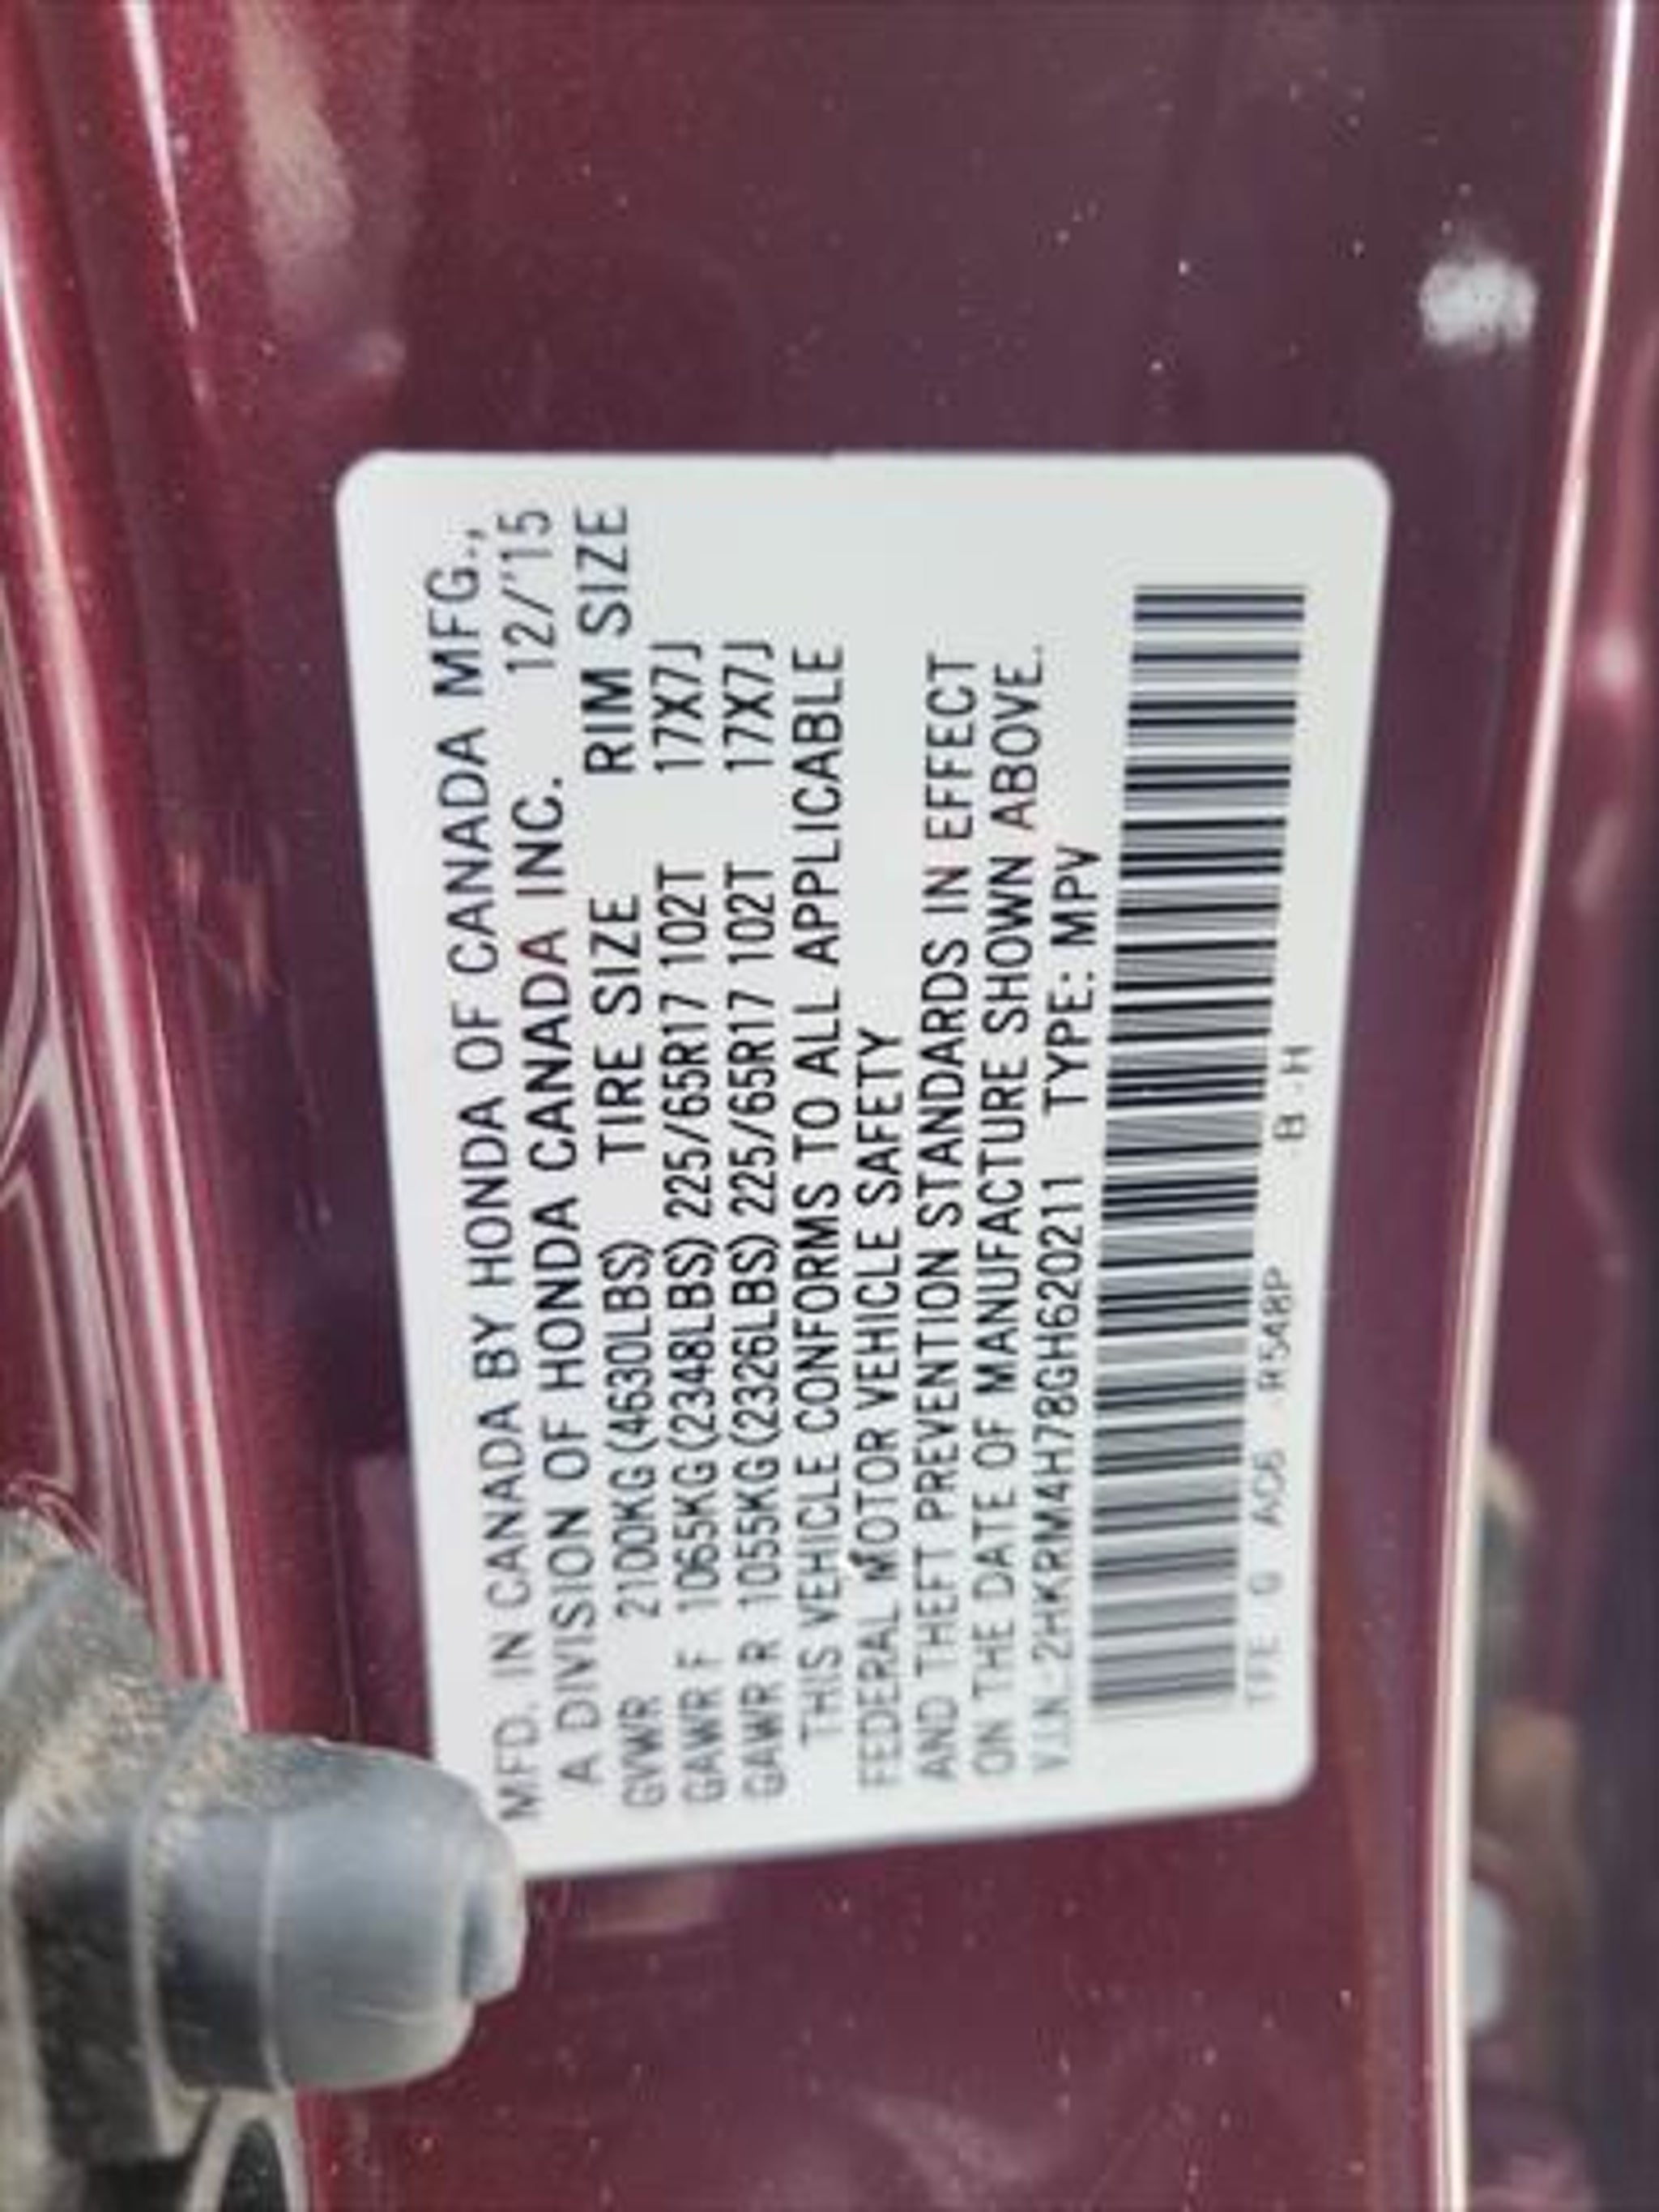 MFD. IN CANADA BY HONDA OF CANADA MFG.,
A DIVISION OF HONDA CANADA INC. 12/'15
TIRE SIZE RIM SIZE
GVWR 2100KG(4630LBS)
GAWR F 1065KG(2348LBS) 225/65R17 102T 17X7J
GAWR R 1055KG(2326LBS) 225/65R17 102T 17X7J
THIS VEHICLE CONFORMS TO ALL APPLICABLE
FEDERAL MOTOR VEHICLE SAFETY
AND THEFT PREVENTION STANDARDS IN EFFECT
ON THE DATE OF MANUFACTURE SHOWN ABOVE.
V.I.N.:2HKRM4H78GH620211 TYPE: MPV
TFE G A06 R548P -B-H